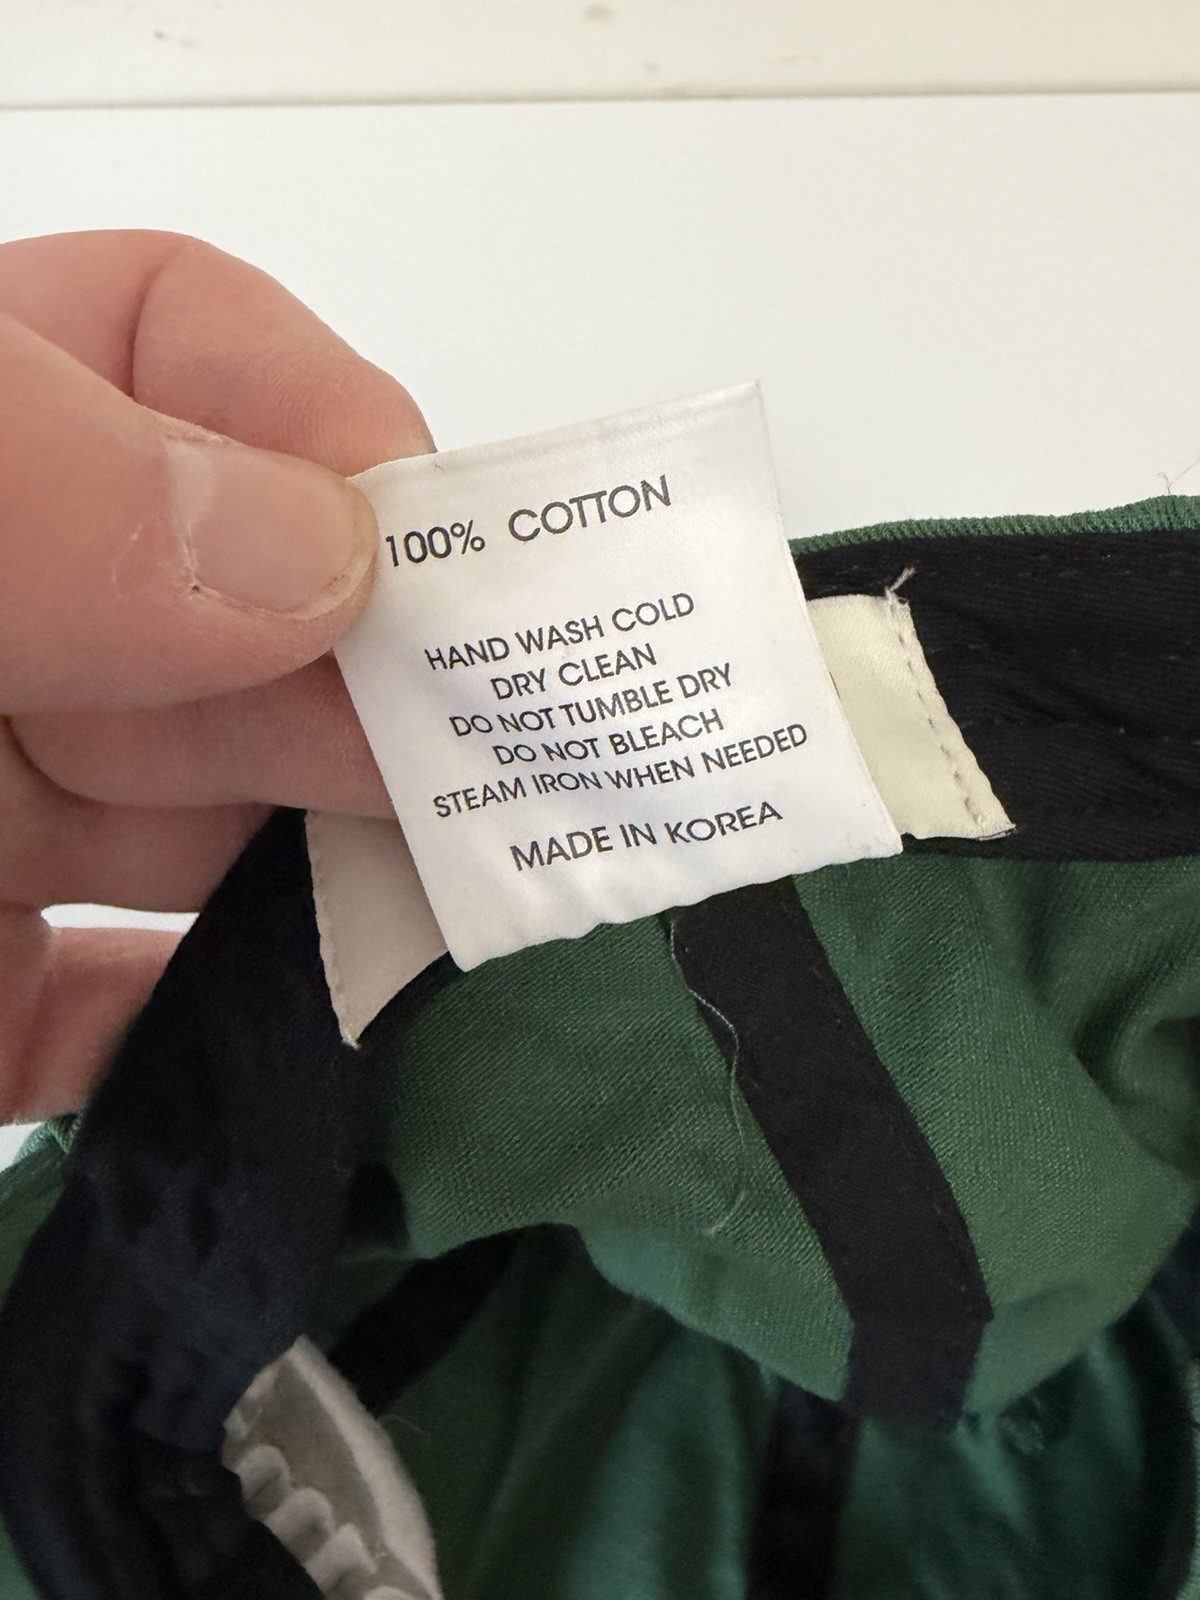 100% COTTON
HAND WASH COLD
DRY CLEAN
DO NOT TUMBLE DRY
DO NOT BLEACH
STEAM IRON WHEN NEEDED
MADE IN KOREA